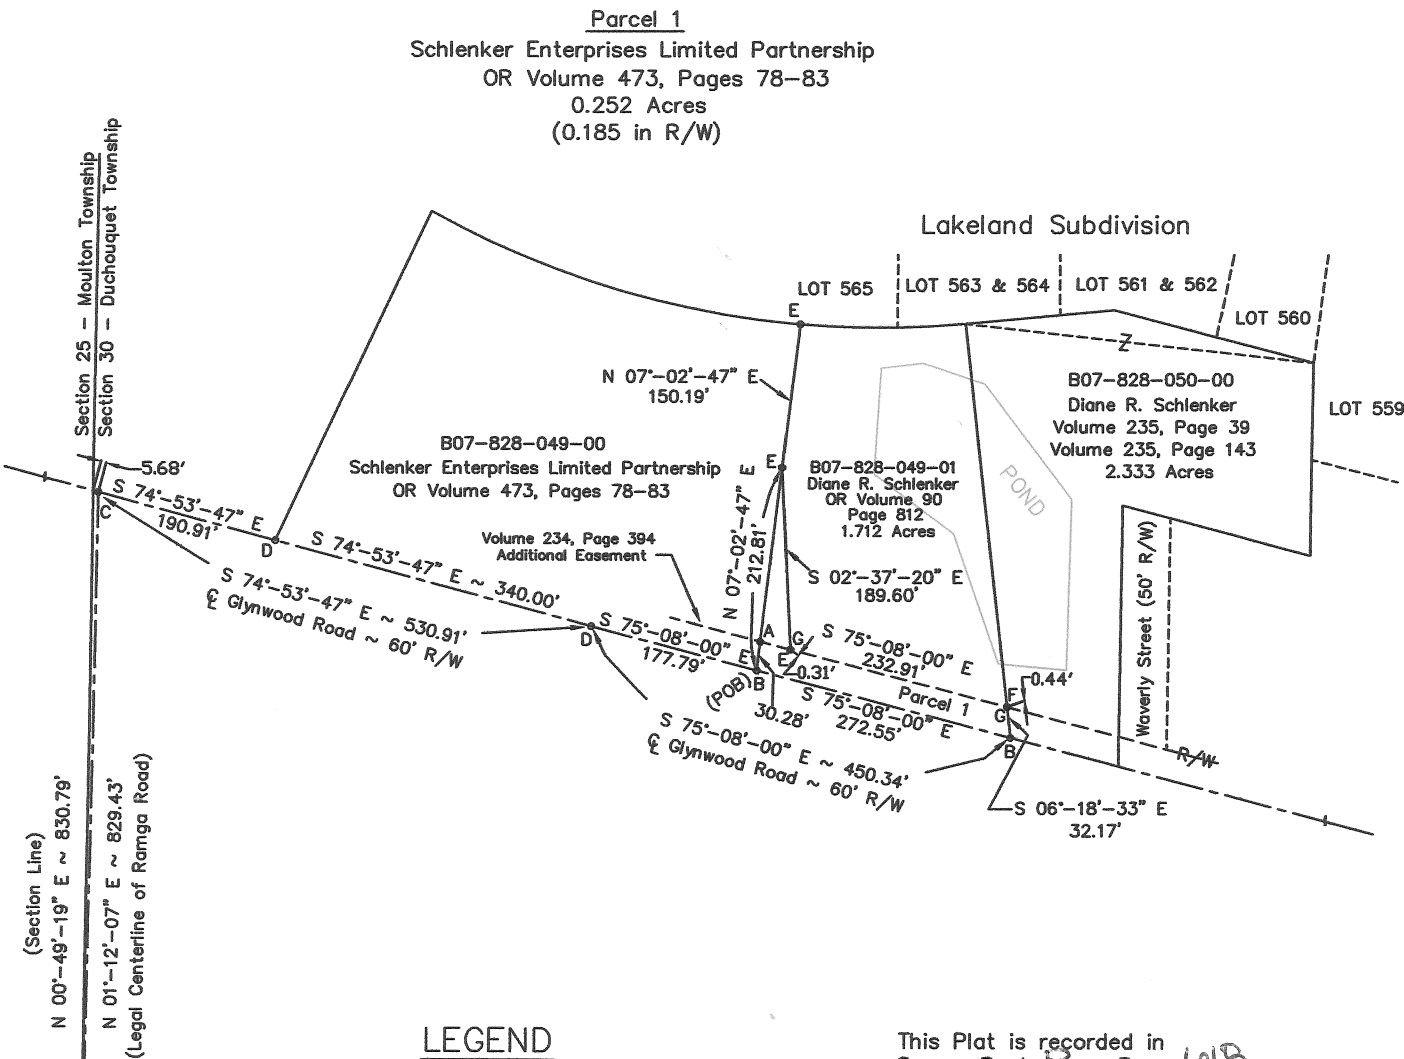 Parcel 1
Schlenker Enterprises Limited Partnership
OR Volume 473, Pages 78–83
0.252 Acres
(0.185 in R/W)
Section 25 – Moulton Township
Section 30 – Duchouquet Township
Lakeland Subdivision
LOT 565
LOT 563 & 564
LOT 561 & 562
LOT 560
LOT 559
E
Z
N 07°–02'–47" E
150.19'
B07–828–050–00
Diane R. Schlenker
Volume 235, Page 39
Volume 235, Page 143
2.333 Acres
B07–828–049–00
Schlenker Enterprises Limited Partnership
OR Volume 473, Pages 78–83
E
B07–828–049–01
Diane R. Schlenker
OR Volume 90
Page 812
1.712 Acres
POND
5.68'
S 74°–53'–47" E
190.91'
C
D
S 74°–53'–47" E ~ 340.00'
Volume 234, Page 394
Additional Easement
N 07°–02'–47" E
212.81'
S 02°–37'–20" E
189.60'
S 74°–53'–47" E ~ 530.91'
℄ Glynwood Road ~ 60' R/W
D
S 75°–08'–00" E
177.79'
A
G
E
S 75°–08'–00" E
232.91'
B
(POB)
0.31'
30.28'
Parcel 1
S 75°–08'–00" E
272.55'
F
G
0.44'
B
Waverly Street (50' R/W)
R/W
S 75°–08'–00" E ~ 450.34'
℄ Glynwood Road ~ 60' R/W
S 06°–18'–33" E
32.17'
(Section Line)
N 00°–49'–19" E ~ 830.79'
N 01°–12'–07" E ~ 829.43'
(Legal Centerline of Ramga Road)
LEGEND
This Plat is recorded in